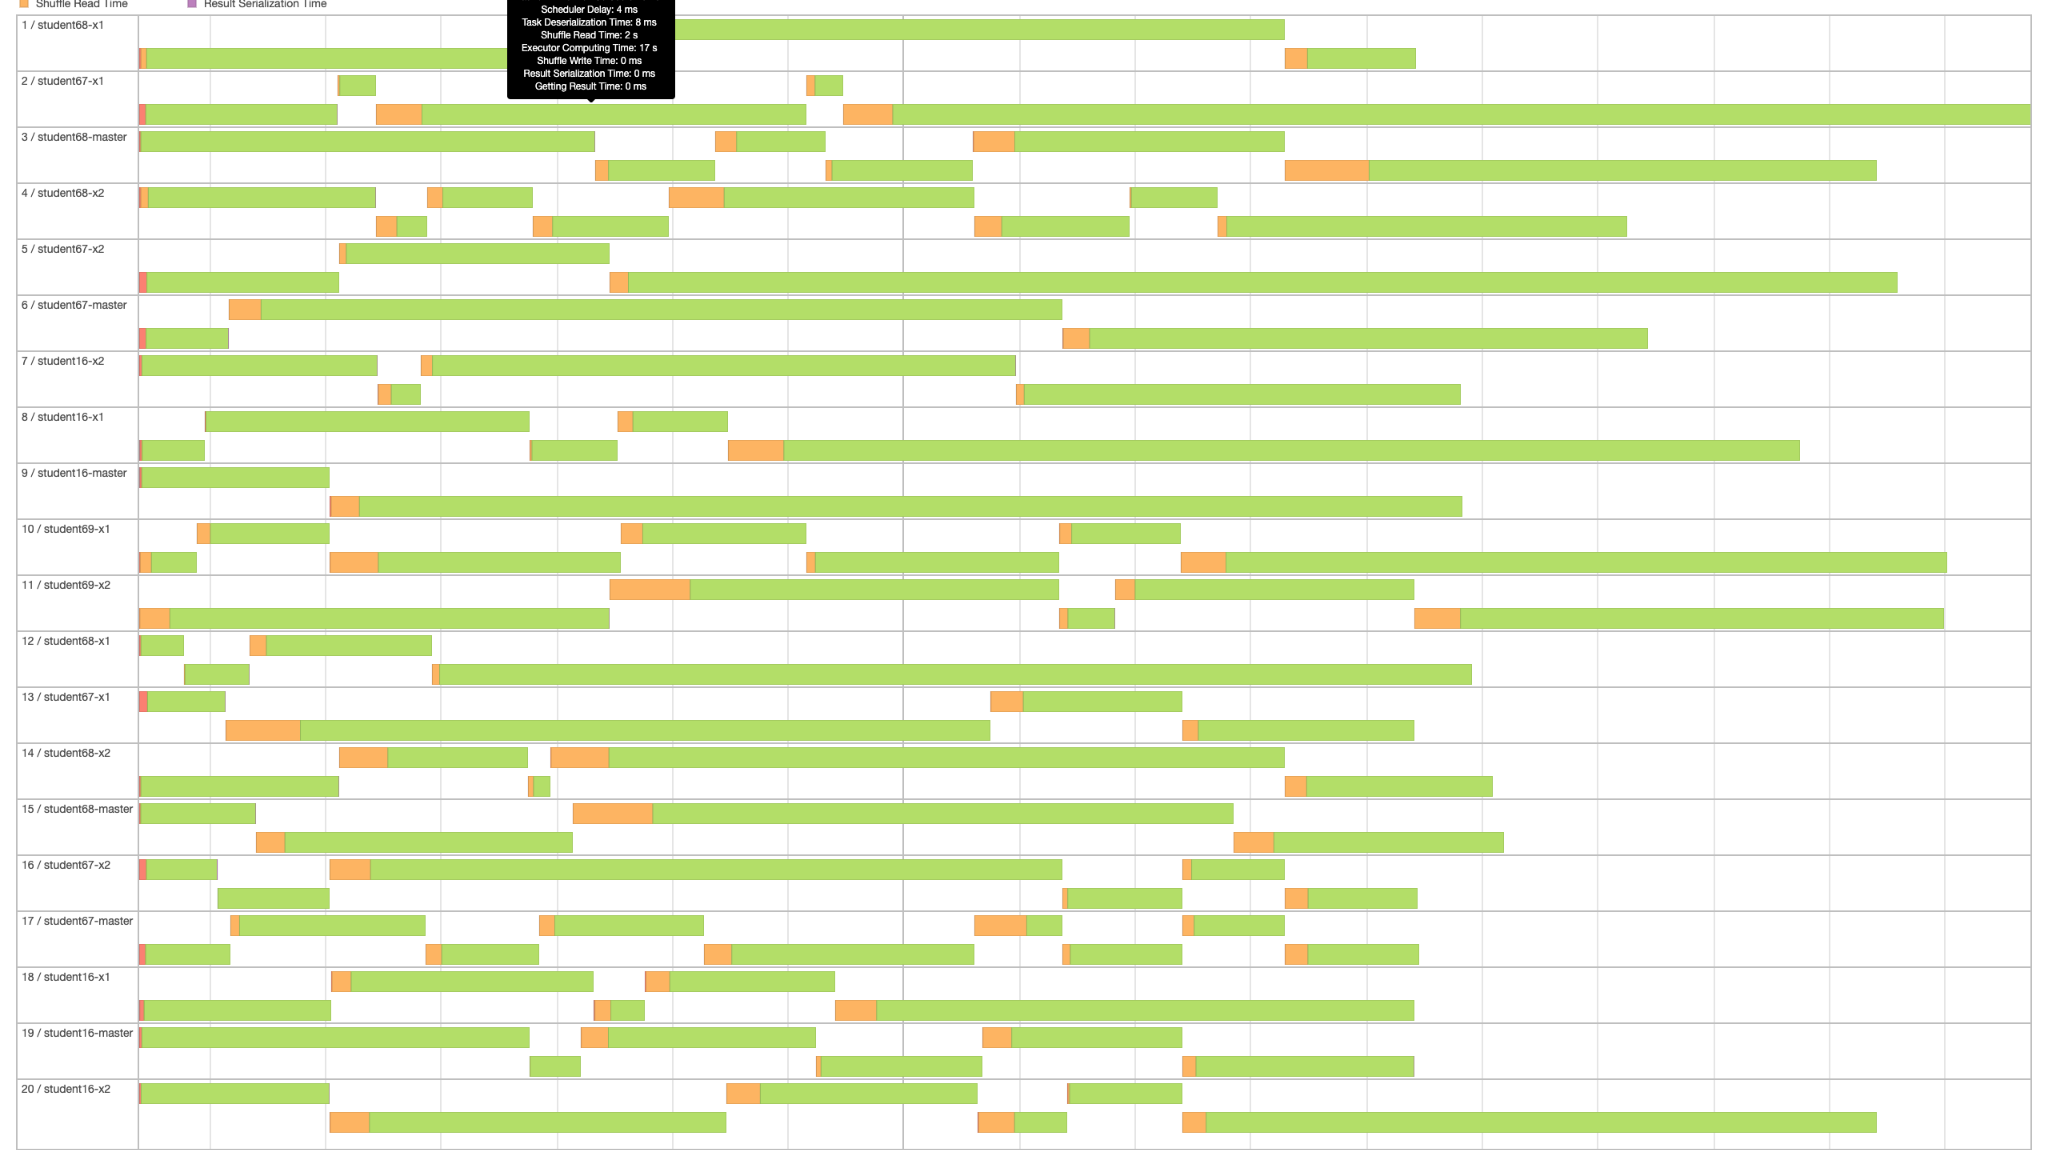 Shuffle Read Time
Result Serialization Time
Scheduler Delay: 4 ms
Task Deserialization Time: 8 ms
Shuffle Read Time: 2 s
Executor Computing Time: 17 s
Shuffle Write Time: 0 ms
Result Serialization Time: 0 ms
Getting Result Time: 0 ms
1 / student68-x1
2 / student67-x1
3 / student68-master
4 / student68-x2
5 / student67-x2
6 / student67-master
7 / student16-x2
8 / student16-x1
9 / student16-master
10 / student69-x1
11 / student69-x2
12 / student68-x1
13 / student67-x1
14 / student68-x2
15 / student68-master
16 / student67-x2
17 / student67-master
18 / student16-x1
19 / student16-master
20 / student16-x2